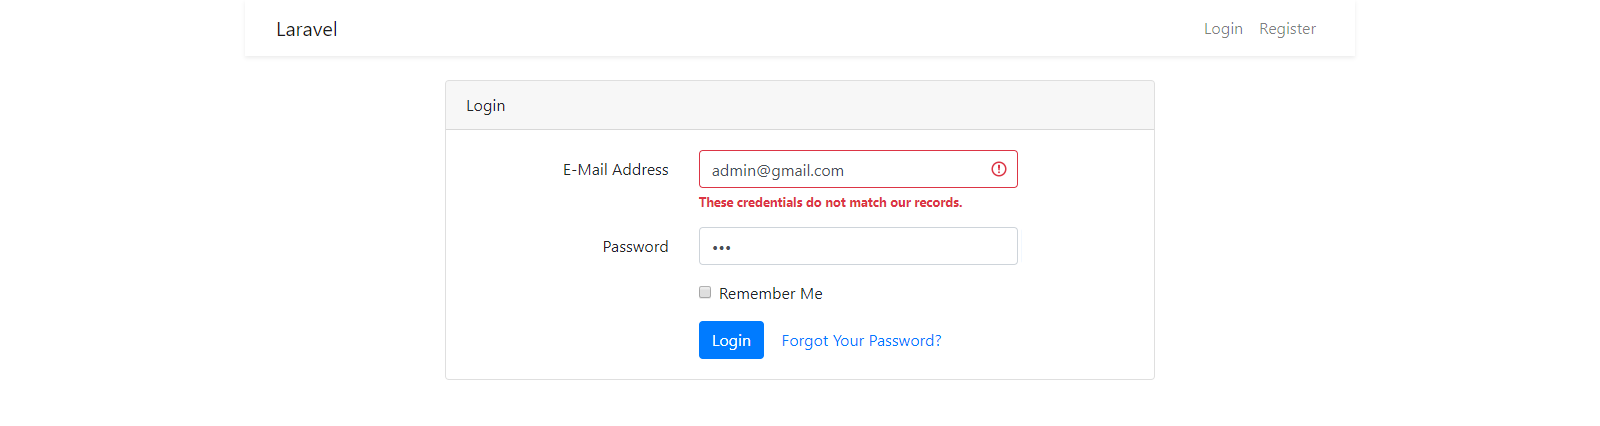 Laravel
Login Register
Login
E-Mail Address admin@gmail.com
These credentials do not match our records.
Password •••
Remember Me
Login Forgot Your Password?